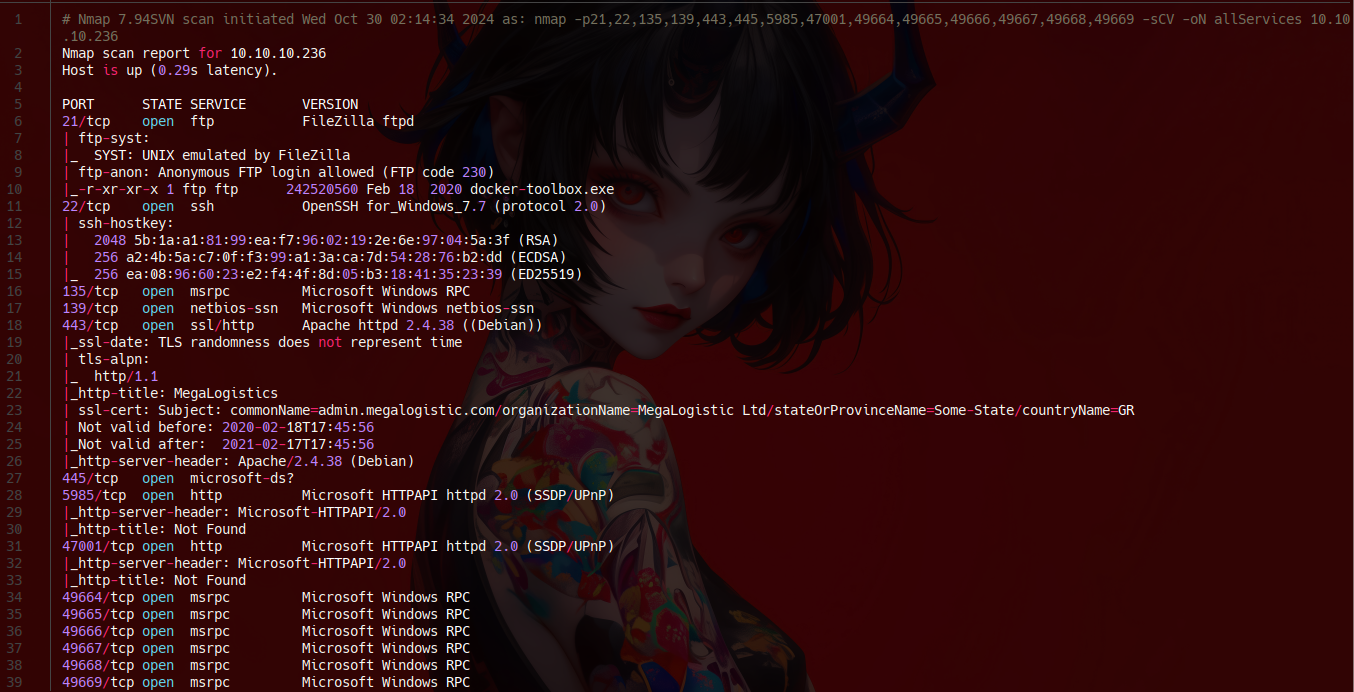 1 # Nmap 7.94SVN scan initiated Wed Oct 30 02:14:34 2024 as: nmap -p21,22,135,139,443,445,5985,47001,49664,49665,49666,49667,49668,49669 -sCV -oN allServices 10.10
.10.236
2 Nmap scan report for 10.10.10.236
3 Host is up (0.29s latency).
4
5 PORT      STATE SERVICE       VERSION
6 21/tcp    open  ftp           FileZilla ftpd
7 | ftp-syst:
8 |_  SYST: UNIX emulated by FileZilla
9 | ftp-anon: Anonymous FTP login allowed (FTP code 230)
10 |_-r-xr-xr-x 1 ftp ftp      242520560 Feb 18  2020 docker-toolbox.exe
11 22/tcp    open  ssh           OpenSSH for_Windows_7.7 (protocol 2.0)
12 | ssh-hostkey:
13 |   2048 5b:1a:a1:81:99:ea:f7:96:02:19:2e:6e:97:04:5a:3f (RSA)
14 |   256 a2:4b:5a:c7:0f:f3:99:a1:3a:ca:7d:54:28:76:b2:dd (ECDSA)
15 |_  256 ea:08:96:60:23:e2:f4:4f:8d:05:b3:18:41:35:23:39 (ED25519)
16 135/tcp   open  msrpc         Microsoft Windows RPC
17 139/tcp   open  netbios-ssn   Microsoft Windows netbios-ssn
18 443/tcp   open  ssl/http      Apache httpd 2.4.38 ((Debian))
19 |_ssl-date: TLS randomness does not represent time
20 | tls-alpn:
21 |_  http/1.1
22 |_http-title: MegaLogistics
23 | ssl-cert: Subject: commonName=admin.megalogistic.com/organizationName=MegaLogistic Ltd/stateOrProvinceName=Some-State/countryName=GR
24 | Not valid before: 2020-02-18T17:45:56
25 |_Not valid after:  2021-02-17T17:45:56
26 |_http-server-header: Apache/2.4.38 (Debian)
27 445/tcp   open  microsoft-ds?
28 5985/tcp  open  http          Microsoft HTTPAPI httpd 2.0 (SSDP/UPnP)
29 |_http-server-header: Microsoft-HTTPAPI/2.0
30 |_http-title: Not Found
31 47001/tcp open  http          Microsoft HTTPAPI httpd 2.0 (SSDP/UPnP)
32 |_http-server-header: Microsoft-HTTPAPI/2.0
33 |_http-title: Not Found
34 49664/tcp open  msrpc         Microsoft Windows RPC
35 49665/tcp open  msrpc         Microsoft Windows RPC
36 49666/tcp open  msrpc         Microsoft Windows RPC
37 49667/tcp open  msrpc         Microsoft Windows RPC
38 49668/tcp open  msrpc         Microsoft Windows RPC
39 49669/tcp open  msrpc         Microsoft Windows RPC